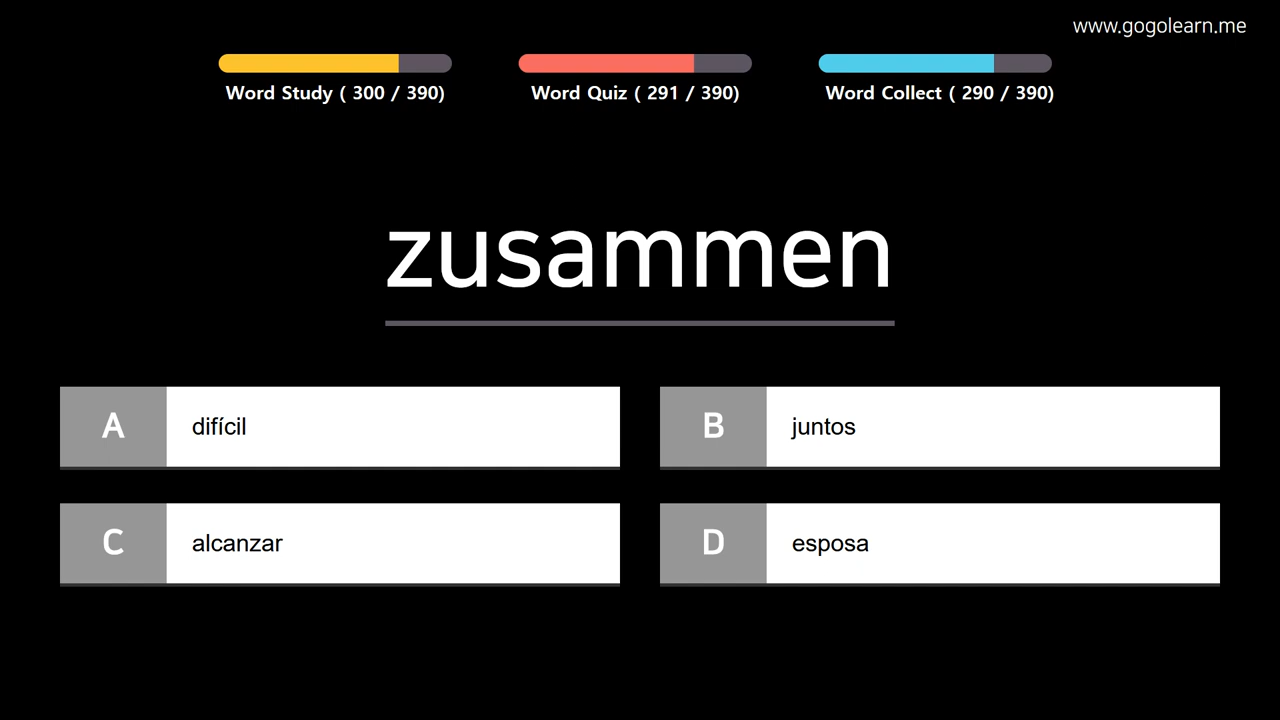 www.gogolearn.me
Word Study ( 300 / 390)
Word Quiz ( 291 / 390)
Word Collect ( 290 / 390)
zusammen
A difícil
B juntos
C alcanzar
D esposa